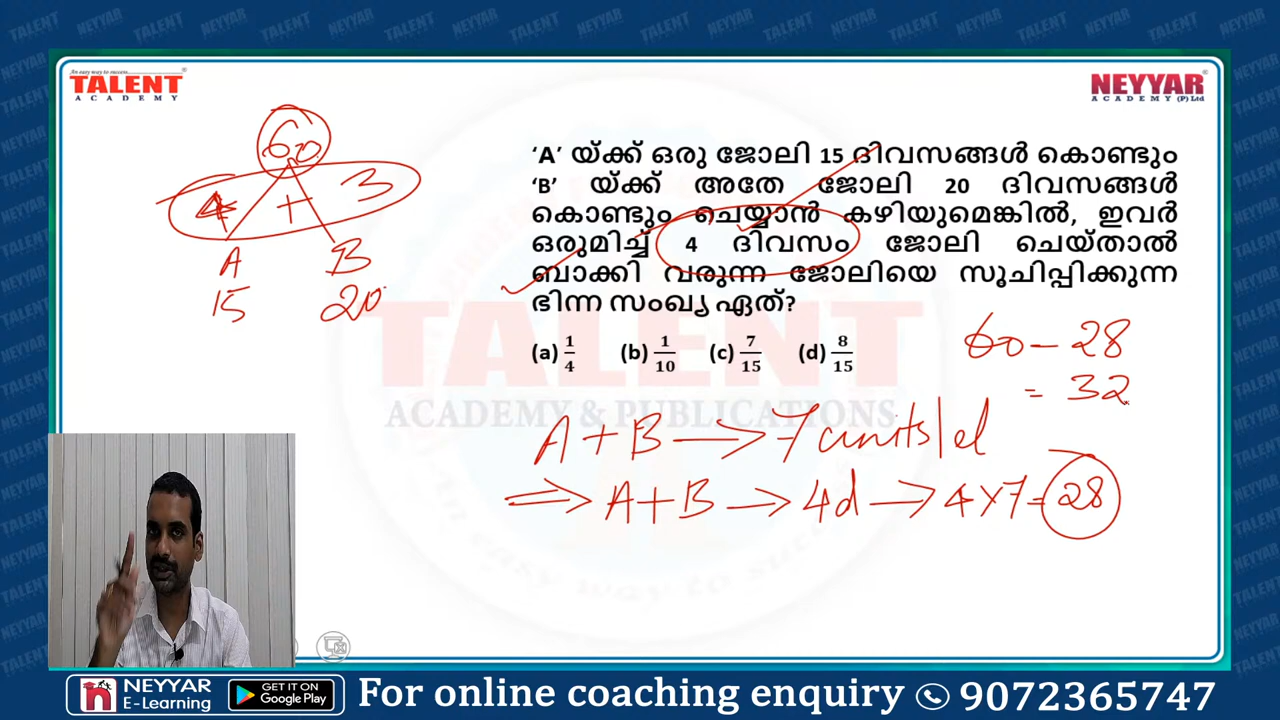 An easy way to success.......
TALENT
ACADEMY
NEYYAR
ACADEMY (P) Ltd
60
4 + 3
A B
15 20
‘A’ യ്ക്ക് ഒരു ജോലി 15 ദിവസങ്ങൾ കൊണ്ടും
‘B’ യ്ക്ക് അതേ ജോലി 20 ദിവസങ്ങൾ
കൊണ്ടും ചെയ്യാൻ കഴിയുമെങ്കിൽ, ഇവർ
ഒരുമിച്ച് 4 ദിവസം ജോലി ചെയ്താൽ
ബാക്കി വരുന്ന ജോലിയെ സൂചിപ്പിക്കുന്ന
ഭിന്ന സംഖ്യ ഏത്?
(a) 1/4 (b) 1/10 (c) 7/15 (d) 8/15
60 - 28
= 32
TALENT
ACADEMY & PUBLICATIONS
A + B → 7 units/d
⇒ A + B → 4d → 4 x 7 = 28
NEYYAR
E-Learning
GET IT ON
Google Play
For online coaching enquiry 9072365747